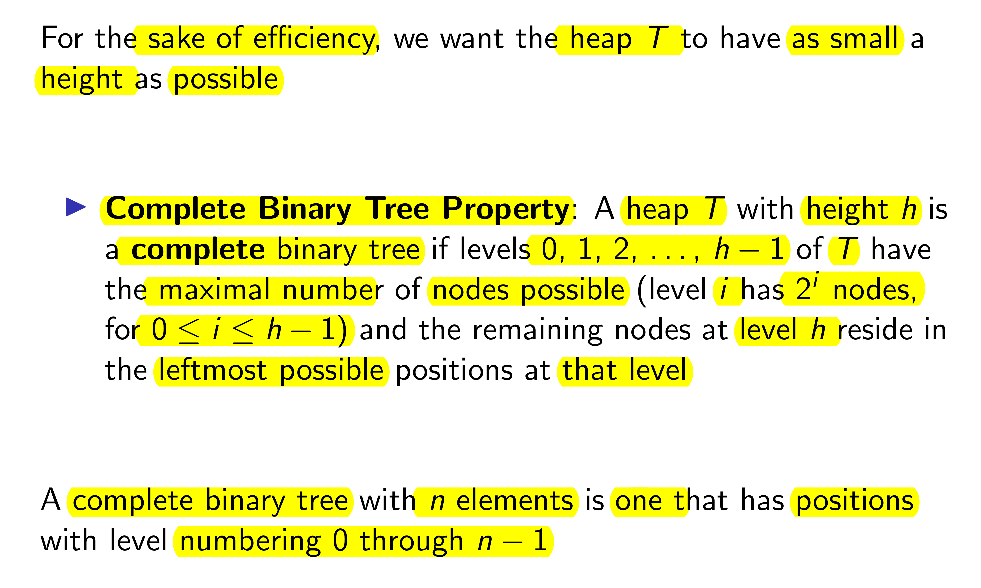 For the sake of efficiency, we want the heap T to have as small a
height as possible
▶ Complete Binary Tree Property: A heap T with height h is
a complete binary tree if levels 0, 1, 2, . . . , h − 1 of T have
the maximal number of nodes possible (level i has 2ⁱ nodes,
for 0 ≤ i ≤ h − 1) and the remaining nodes at level h reside in
the leftmost possible positions at that level
A complete binary tree with n elements is one that has positions
with level numbering 0 through n − 1